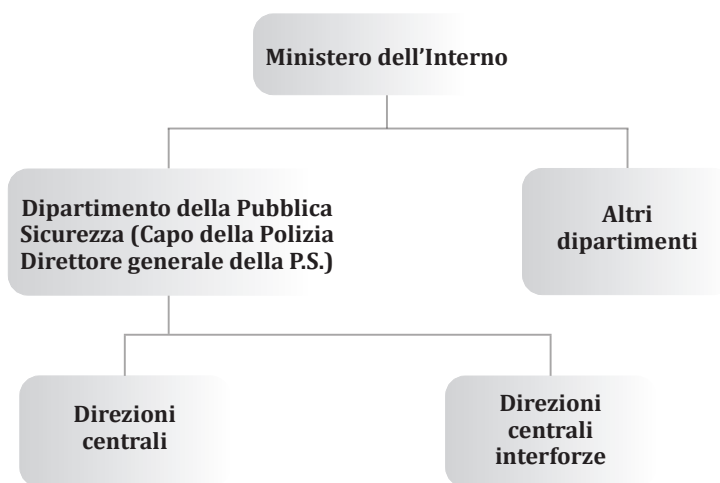 Ministero dell'Interno
Dipartimento della Pubblica
Sicurezza (Capo della Polizia
Direttore generale della P.S.)
Altri
dipartimenti
Direzioni
centrali
Direzioni
centrali
interforze